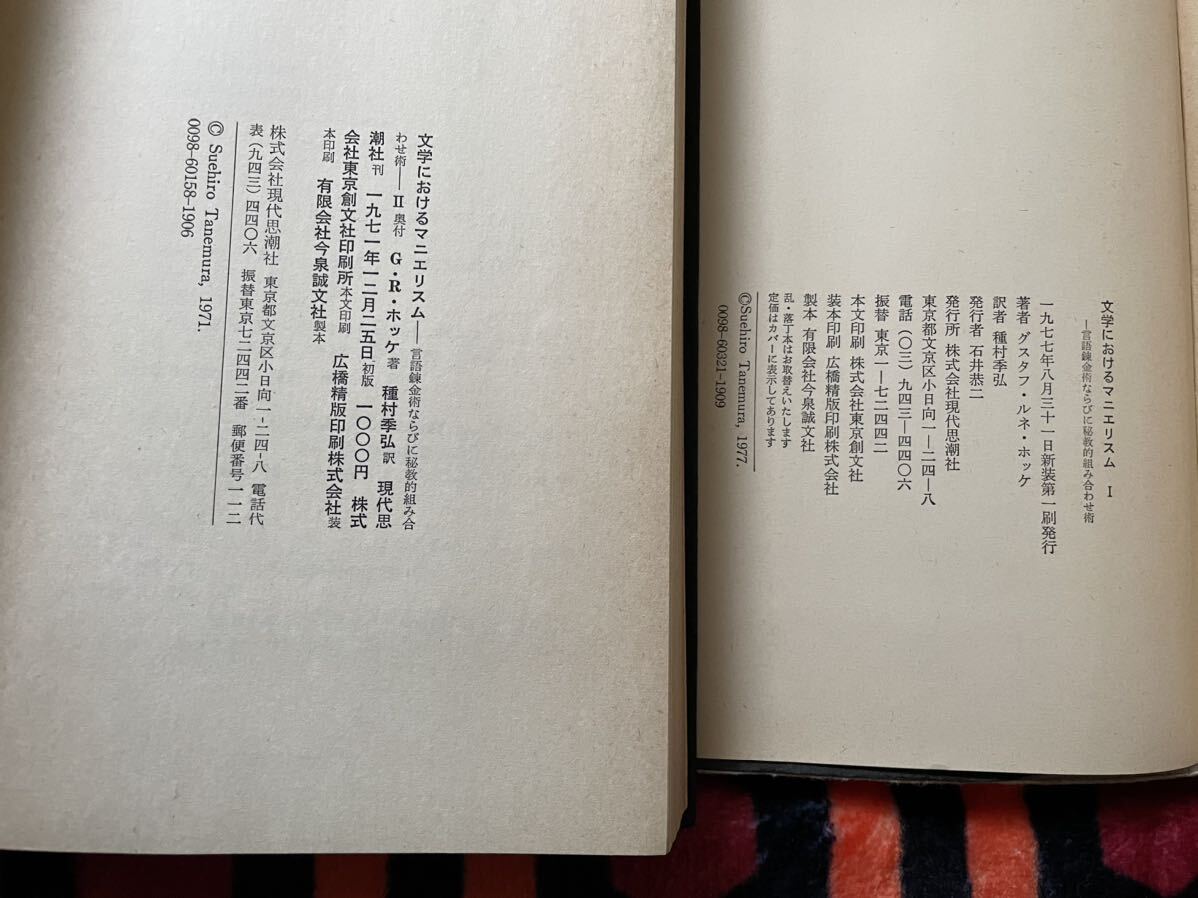 文学におけるマニエリスム――言語錬金術ならびに秘教的組み合
わせ術――Ⅱ 奥付 G・R・ホッケ 著 種村季弘 訳 現代思
潮社 刊 一九七一年一二月二五日 初版 一〇〇〇円 株式
会社東京創文社印刷所 本文印刷 広橋精版印刷株式会社 装
本印刷 有限会社今泉誠文社 製本
株式会社現代思潮社 東京都文京区小日向一-二四-八 電話代
表(九四三)四四〇六 振替東京七二四四二番 郵便番号一一二
© Suehiro Tanemura, 1971.
0098-60158-1906
文学におけるマニエリスム Ⅰ
―言語錬金術ならびに秘教的組み合わせ術
一九七七年八月三十一日新装第一刷発行
著者 グスタフ・ルネ・ホッケ
訳者 種村季弘
発行者 石井恭二
発行所 株式会社現代思潮社
東京都文京区小日向一―二四―八
電話(〇三)九四三―四四〇六
振替 東京一―七二四四二
本文印刷 株式会社東京創文社
装本印刷 広橋精版印刷株式会社
製本 有限会社今泉誠文社
乱・落丁本はお取替えいたします
定価はカバーに表示してあります
©Suehiro Tanemura, 1977.
0098-60321-1909